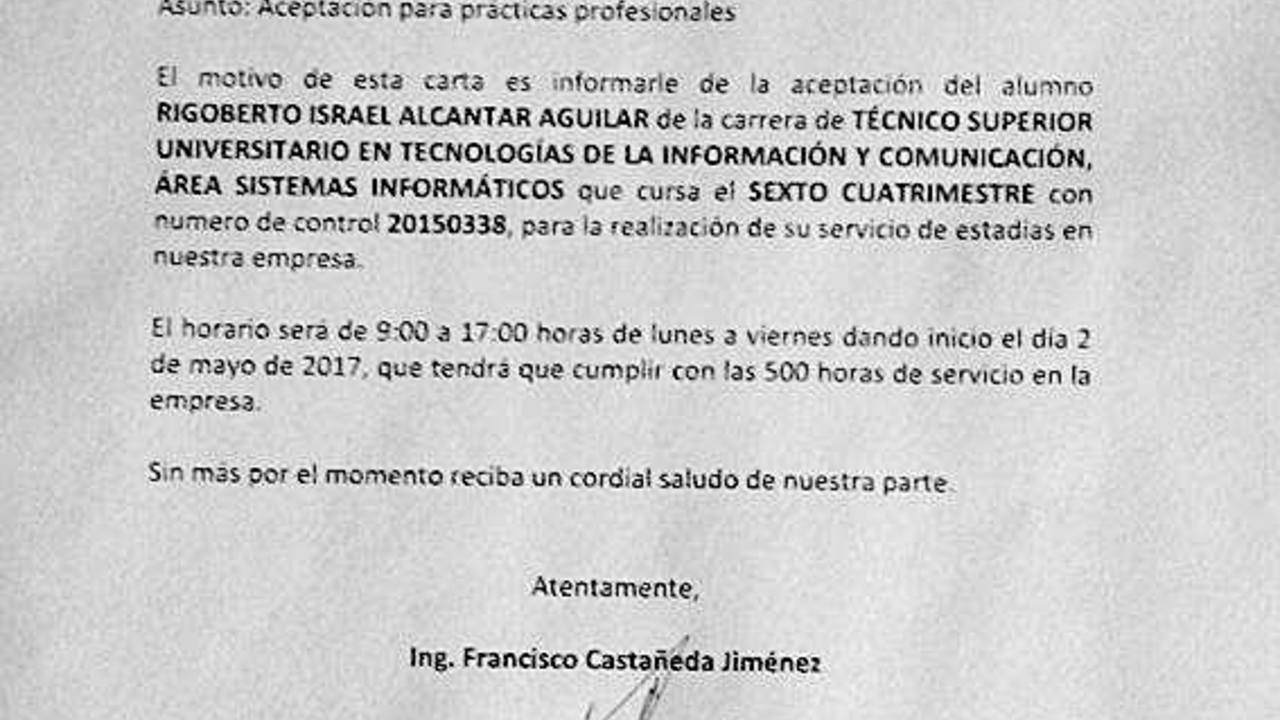 Asunto: Aceptación para prácticas profesionales
El motivo de esta carta es informarle de la aceptación del alumno
RIGOBERTO ISRAEL ALCANTAR AGUILAR de la carrera de TÉCNICO SUPERIOR
UNIVERSITARIO EN TECNOLOGÍAS DE LA INFORMACIÓN Y COMUNICACIÓN,
ÁREA SISTEMAS INFORMÁTICOS que cursa el SEXTO CUATRIMESTRE con
numero de control 20150338, para la realización de su servicio de estadías en
nuestra empresa.
El horario será de 9:00 a 17:00 horas de lunes a viernes dando inicio el día 2
de mayo de 2017, que tendrá que cumplir con las 500 horas de servicio en la
empresa.
Sin más por el momento reciba un cordial saludo de nuestra parte.
Atentamente,
Ing. Francisco Castañeda Jiménez